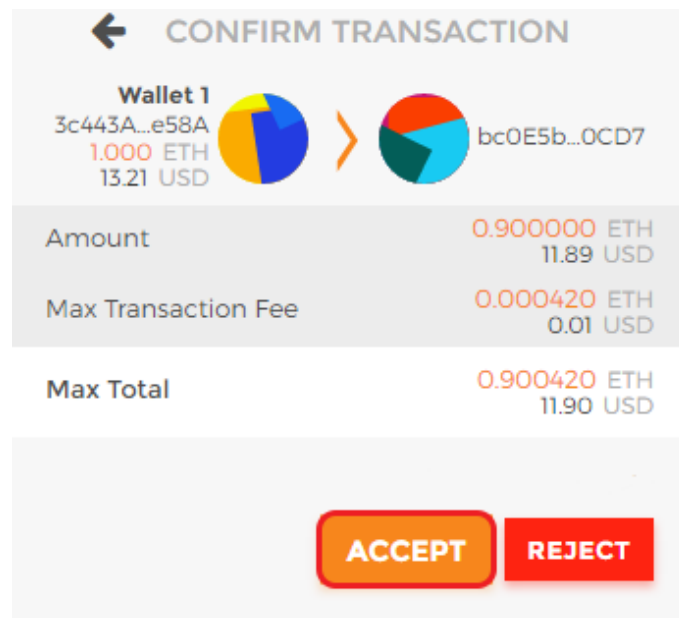 CONFIRM TRANSACTION
Wallet 1
3c443A...e58A
1.000 ETH
13.21 USD
bc0E5b...0CD7
Amount
0.900000 ETH
11.89 USD
Max Transaction Fee
0.000420 ETH
0.01 USD
Max Total
0.900420 ETH
11.90 USD
ACCEPT
REJECT